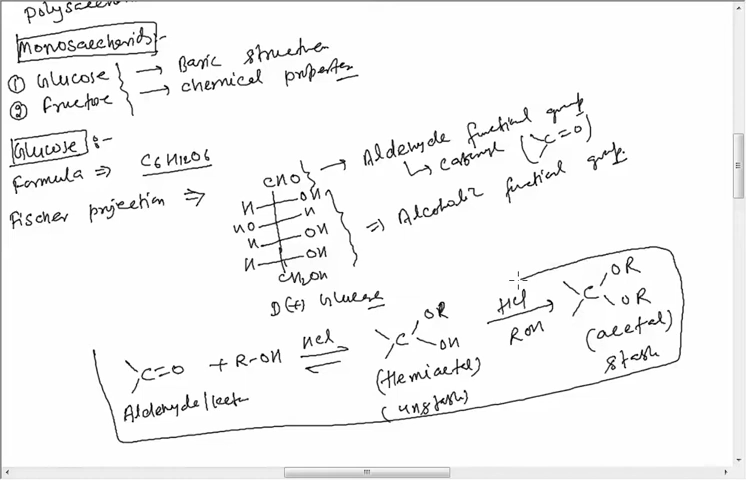 Polysacchari
Monosaccharids:-
① Glucose → Basic structure
② Fructose → chemical properties
Glucose :-
Formula ⇒ C6H12O6
Fischer projection ⇒
CHO → Aldehyde functional group
↳ Carbonyl ( C=O )
H OH
HO H
H OH ⇒ Alcoholic functional group
H OH
CH2OH
D(+) Glucose
C=O + R-OH HCl ⇌ C OR OH HCl ROH → C OR OR
Aldehyde/keto
(Hemiacetal)
(unstable)
(acetal)
stable